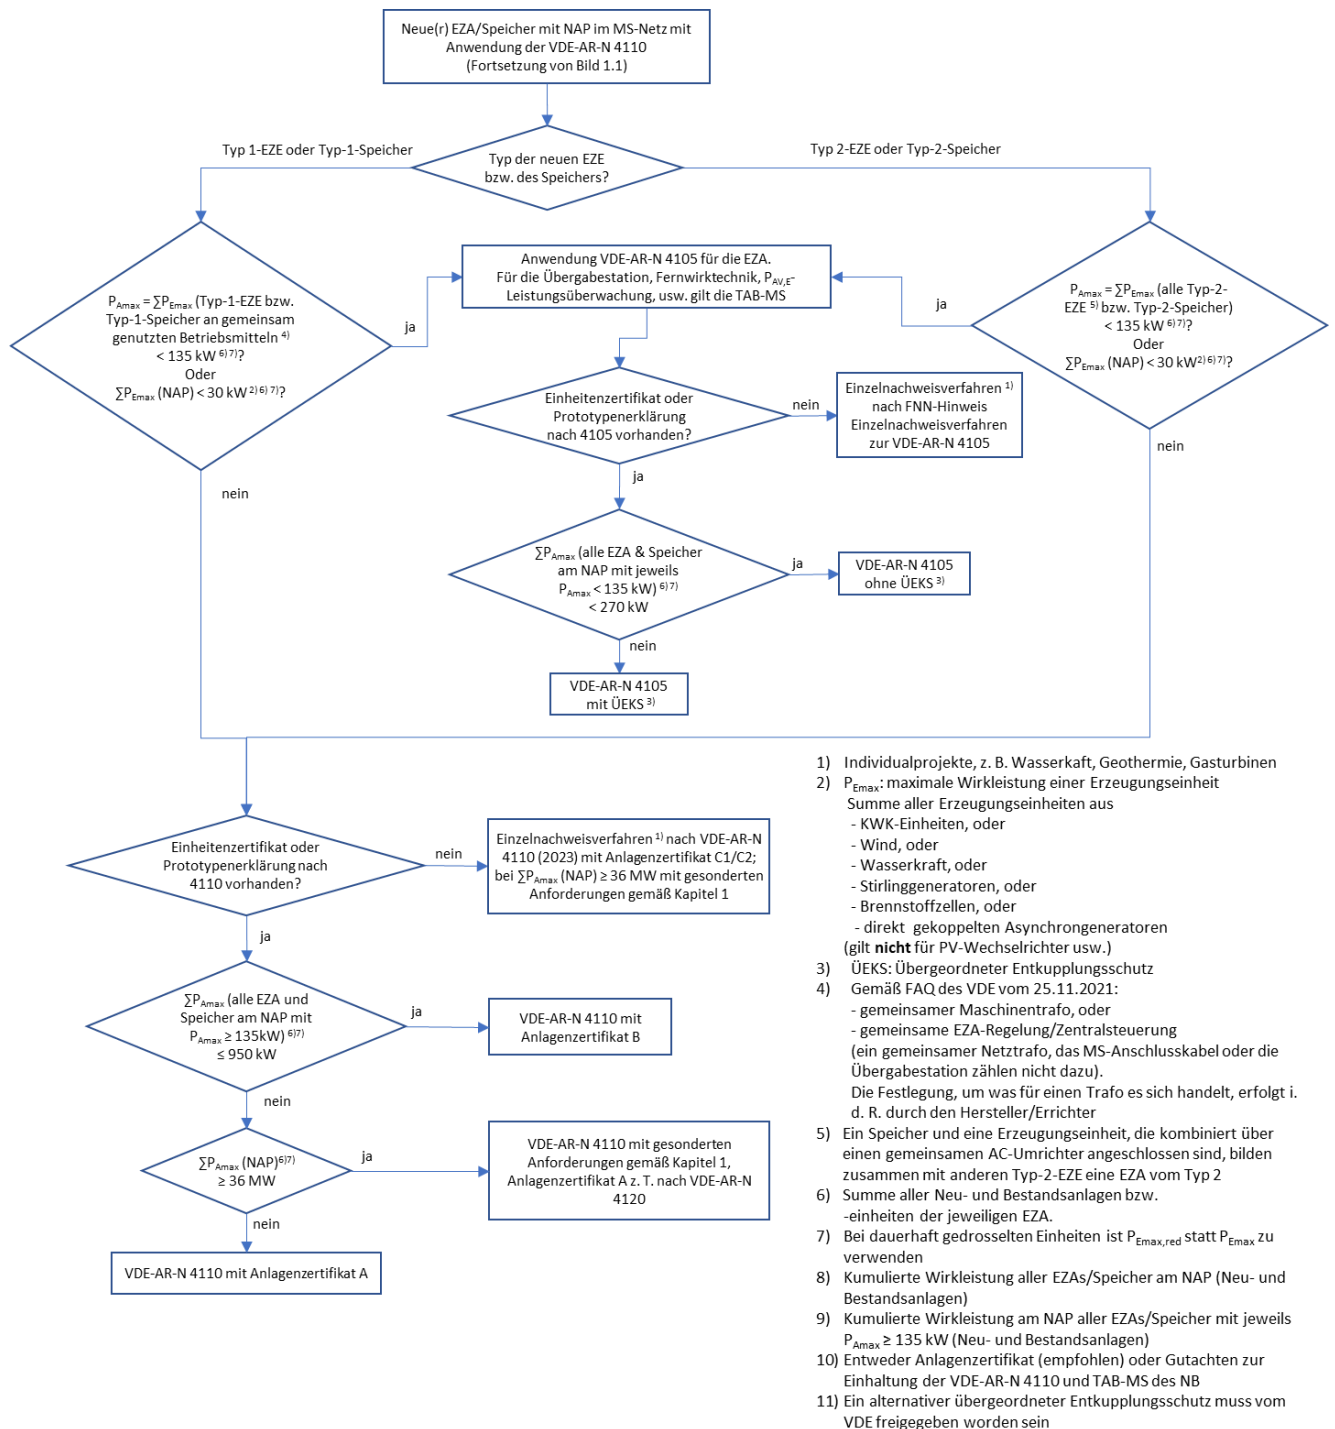 Neue(r) EZA/Speicher mit NAP im MS-Netz mit
Anwendung der VDE-AR-N 4110
(Fortsetzung von Bild 1.1)
Typ 1-EZE oder Typ-1-Speicher
Typ der neuen EZE
bzw. des Speichers?
Typ 2-EZE oder Typ-2-Speicher
P_Amax = ∑P_Emax (Typ-1-EZE bzw.
Typ-1-Speicher an gemeinsam
genutzten Betriebsmitteln ⁴⁾
< 135 kW ⁶⁾ ⁷⁾?
Oder
∑P_Emax (NAP) < 30 kW ²⁾ ⁶⁾ ⁷⁾?
ja
nein
Anwendung VDE-AR-N 4105 für die EZA.
Für die Übergabestation, Fernwirktechnik, P_AV,E-
Leistungsüberwachung, usw. gilt die TAB-MS
P_Amax = ∑P_Emax (alle Typ-2-
EZE ⁵⁾ bzw. Typ-2-Speicher)
< 135 kW ⁶⁾ ⁷⁾?
Oder
∑P_Emax (NAP) < 30 kW ²⁾ ⁶⁾ ⁷⁾?
ja
nein
Einheitenzertifikat oder
Prototypenerklärung
nach 4105 vorhanden?
nein
Einzelnachweisverfahren ¹⁾
nach FNN-Hinweis
Einzelnachweisverfahren
zur VDE-AR-N 4105
ja
∑P_Amax (alle EZA & Speicher
am NAP mit jeweils
P_Amax < 135 kW) ⁶⁾ ⁷⁾
< 270 kW
ja
VDE-AR-N 4105
ohne ÜEKS ³⁾
nein
VDE-AR-N 4105
mit ÜEKS ³⁾
Einheitenzertifikat oder
Prototypenerklärung nach
4110 vorhanden?
nein
Einzelnachweisverfahren ¹⁾ nach VDE-AR-N
4110 (2023) mit Anlagenzertifikat C1/C2;
bei ∑P_Amax (NAP) ≥ 36 MW mit gesonderten
Anforderungen gemäß Kapitel 1
ja
∑P_Amax (alle EZA und
Speicher am NAP mit
P_Amax ≥ 135kW) ⁶⁾⁷⁾
≤ 950 kW
ja
VDE-AR-N 4110 mit
Anlagenzertifikat B
nein
∑P_Amax (NAP)⁶⁾⁷⁾
≥ 36 MW
ja
VDE-AR-N 4110 mit gesonderten
Anforderungen gemäß Kapitel 1,
Anlagenzertifikat A z. T. nach VDE-AR-N
4120
nein
VDE-AR-N 4110 mit Anlagenzertifikat A
1) Individualprojekte, z. B. Wasserkaft, Geothermie, Gasturbinen
2) P_Emax: maximale Wirkleistung einer Erzeugungseinheit
Summe aller Erzeugungseinheiten aus
- KWK-Einheiten, oder
- Wind, oder
- Wasserkraft, oder
- Stirlinggeneratoren, oder
- Brennstoffzellen, oder
- direkt gekoppelten Asynchrongeneratoren
(gilt nicht für PV-Wechselrichter usw.)
3) ÜEKS: Übergeordneter Entkupplungsschutz
4) Gemäß FAQ des VDE vom 25.11.2021:
- gemeinsamer Maschinentrafo, oder
- gemeinsame EZA-Regelung/Zentralsteuerung
(ein gemeinsamer Netztrafo, das MS-Anschlusskabel oder die
Übergabestation zählen nicht dazu).
Die Festlegung, um was für einen Trafo es sich handelt, erfolgt i.
d. R. durch den Hersteller/Errichter
5) Ein Speicher und eine Erzeugungseinheit, die kombiniert über
einen gemeinsamen AC-Umrichter angeschlossen sind, bilden
zusammen mit anderen Typ-2-EZE eine EZA vom Typ 2
6) Summe aller Neu- und Bestandsanlagen bzw.
-einheiten der jeweiligen EZA.
7) Bei dauerhaft gedrosselten Einheiten ist P_Emax,red statt P_Emax zu
verwenden
8) Kumulierte Wirkleistung aller EZAs/Speicher am NAP (Neu- und
Bestandsanlagen)
9) Kumulierte Wirkleistung am NAP aller EZAs/Speicher mit jeweils
P_Amax ≥ 135 kW (Neu- und Bestandsanlagen)
10) Entweder Anlagenzertifikat (empfohlen) oder Gutachten zur
Einhaltung der VDE-AR-N 4110 und TAB-MS des NB
11) Ein alternativer übergeordneter Entkupplungsschutz muss vom
VDE freigegeben worden sein